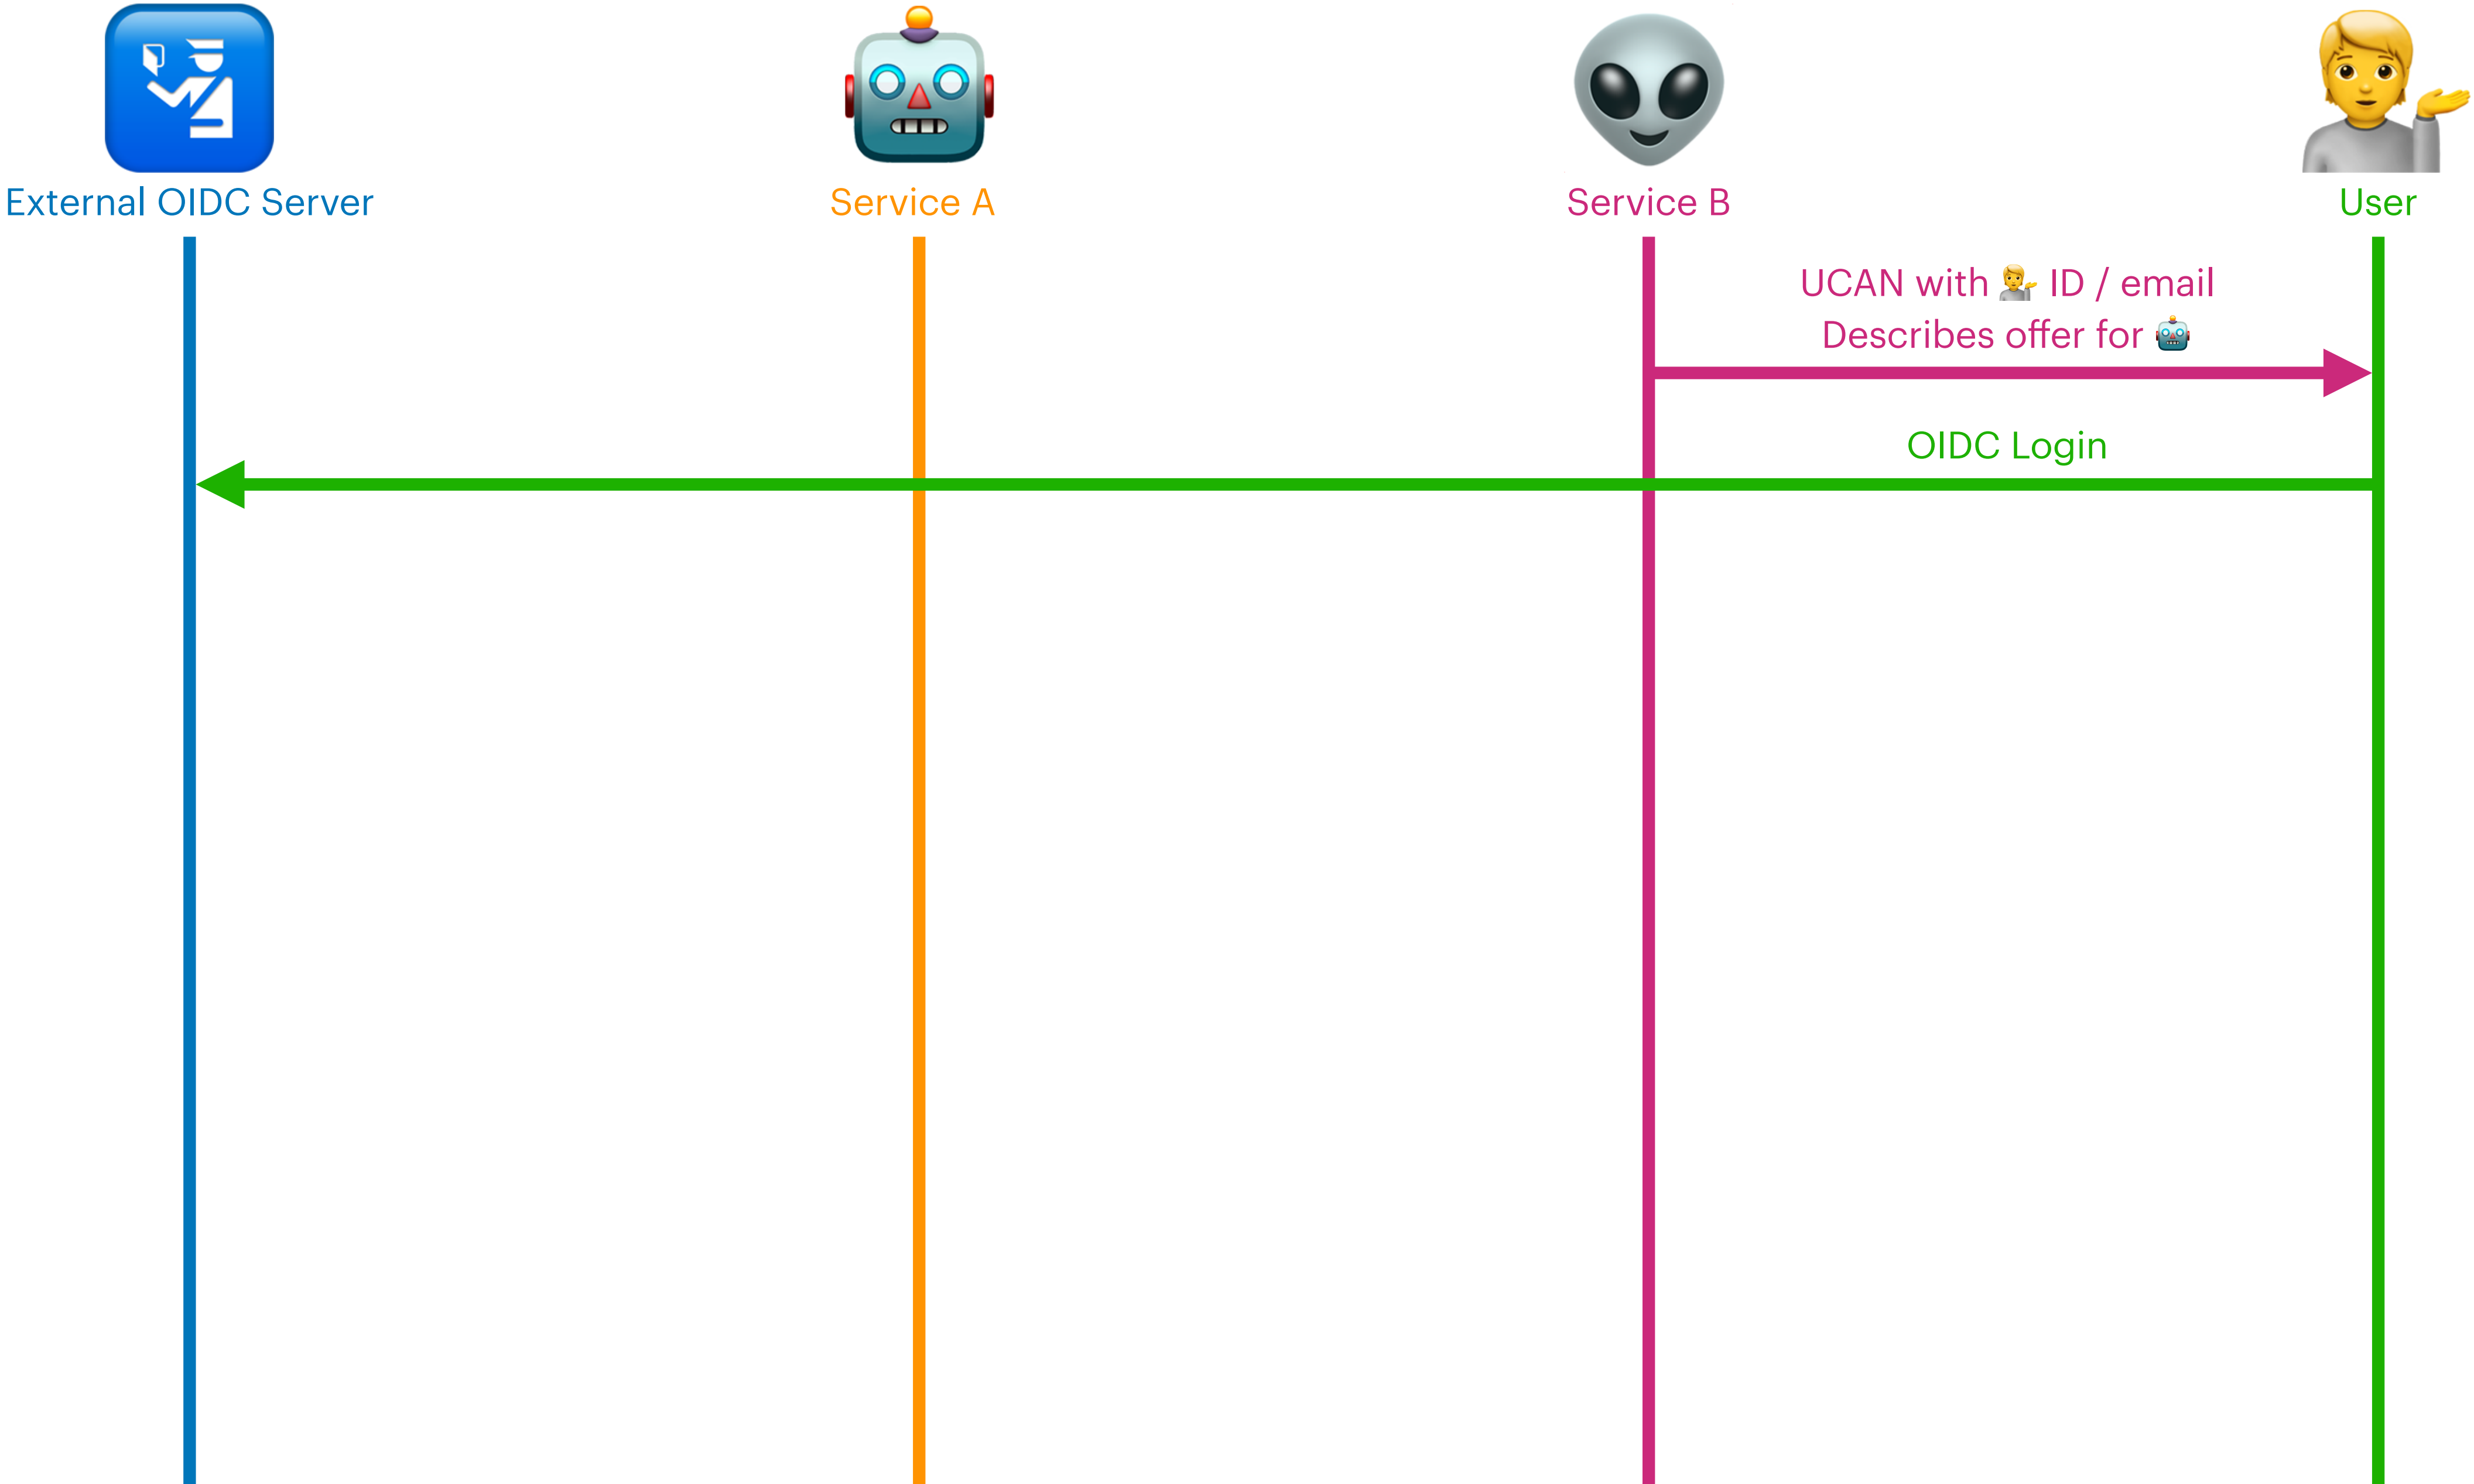 External OIDC Server
Service A
Service B
User
UCAN with 💁 ID / email
Describes offer for 🤖
OIDC Login